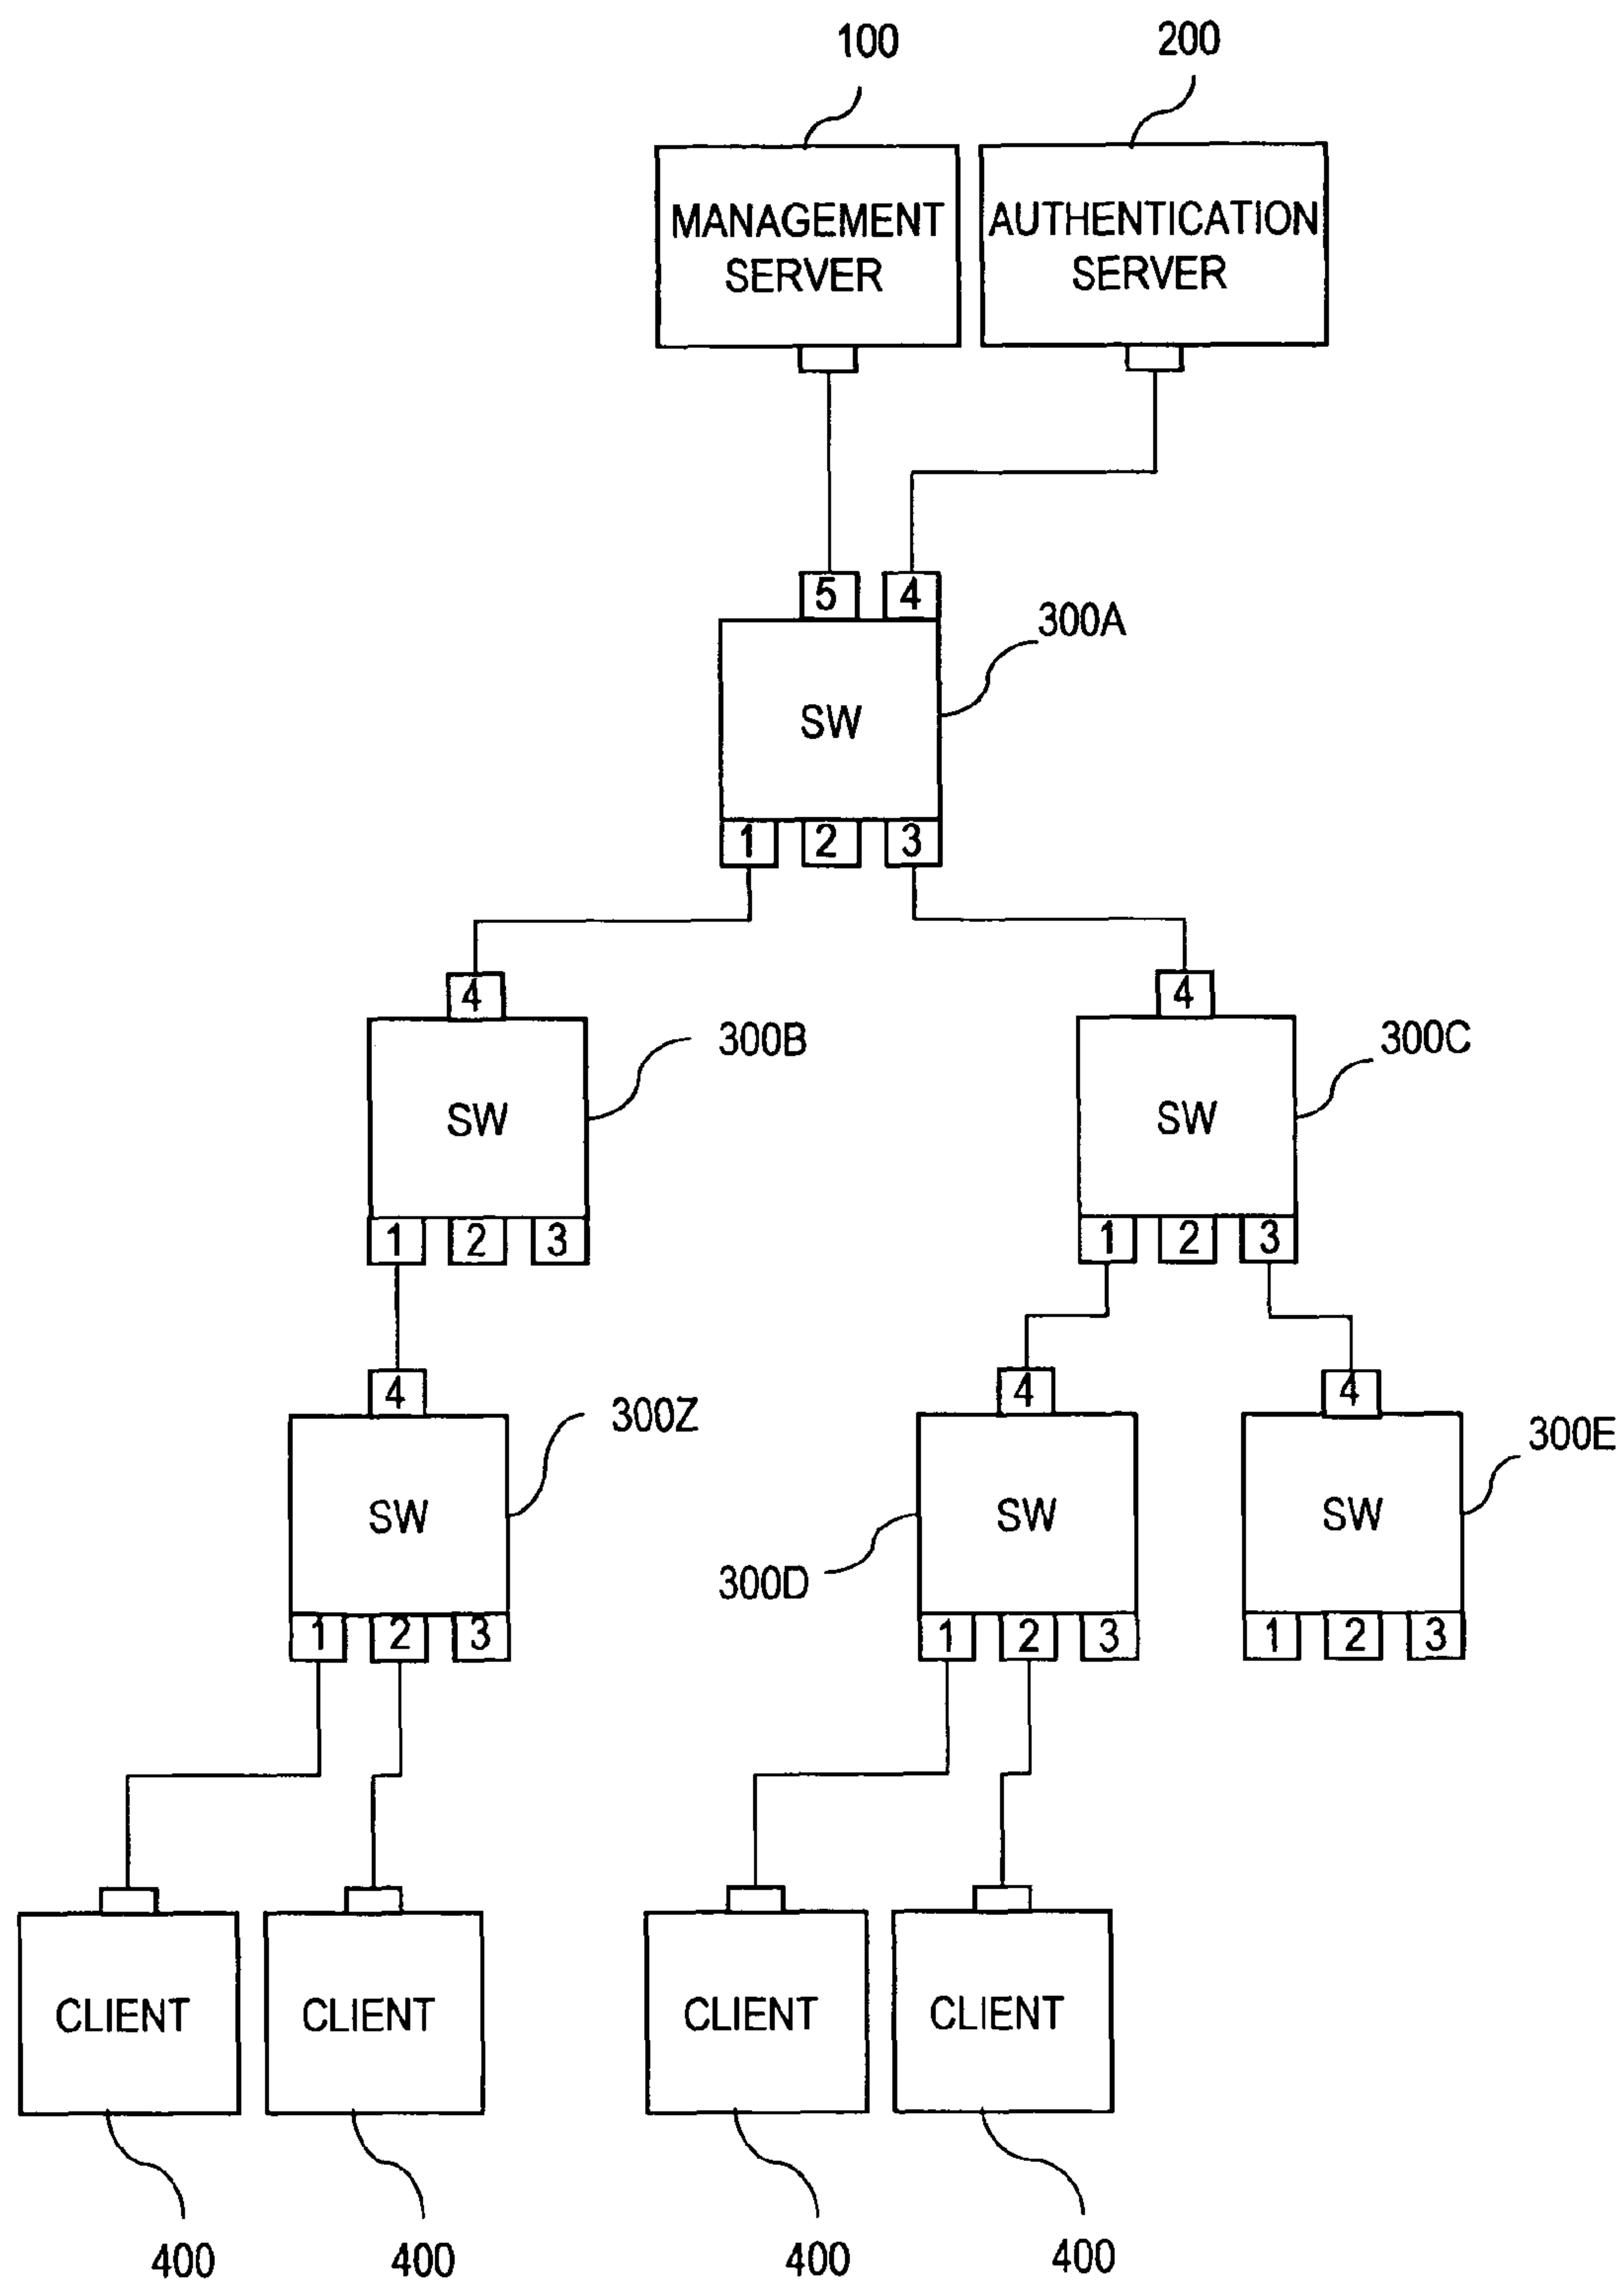 100
200
MANAGEMENT
SERVER
AUTHENTICATION
SERVER
5
4
300A
SW
1
2
3
4
300B
SW
1
2
3
4
300C
SW
1
2
3
4
300Z
SW
1
2
3
4
300D
SW
1
2
3
4
300E
SW
1
2
3
CLIENT
CLIENT
CLIENT
CLIENT
400
400
400
400